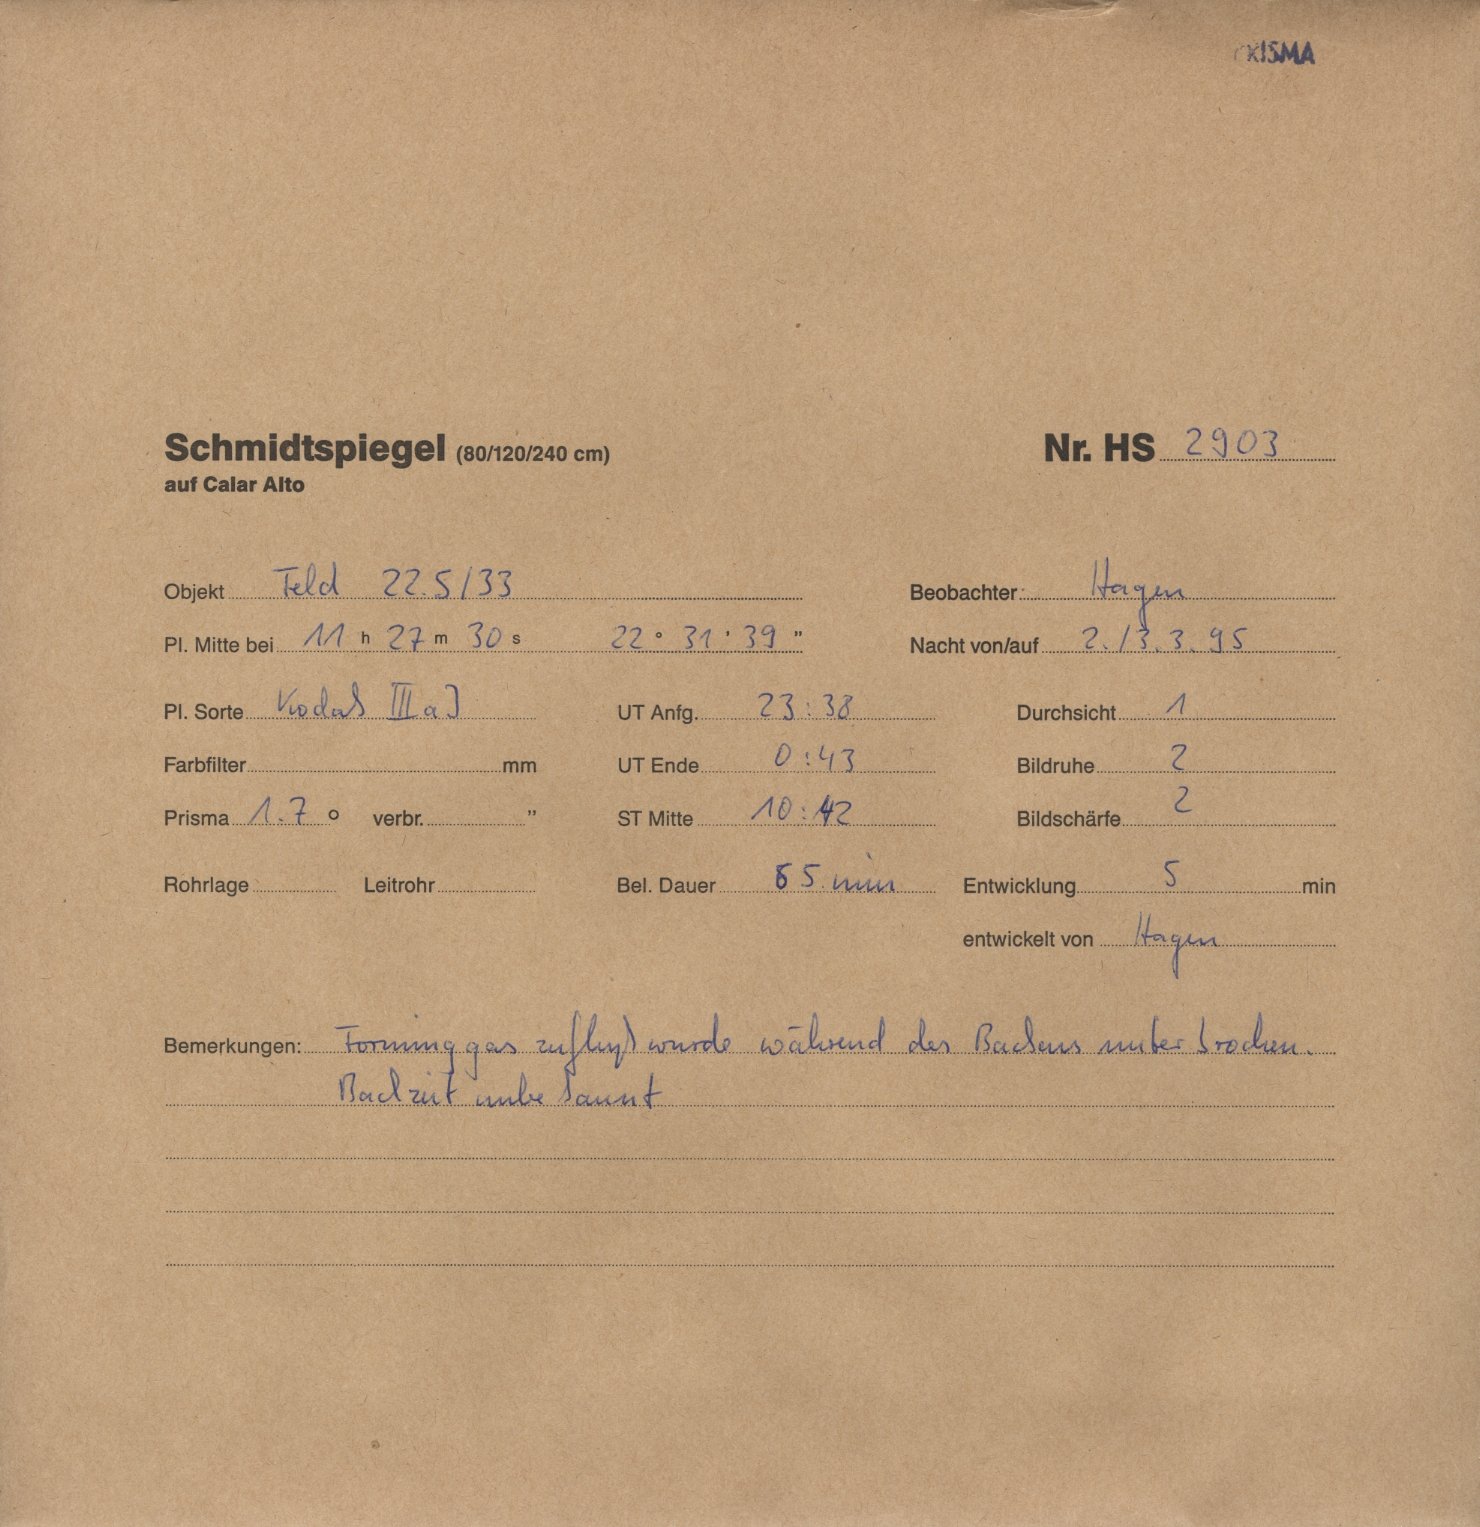 PRISMA
Schmidtspiegel (80/120/240 cm) Nr. HS 2903
auf Calar Alto
Objekt Feld 22.5/33 Beobachter: Hagen
Pl. Mitte bei 11 h 27 m 30 s 22 ° 31 ' 39 " Nacht von/auf 2./3.3.95
Pl. Sorte Kodak IIIaJ UT Anfg. 23:38 Durchsicht 1
Farbfilter mm UT Ende 0:43 Bildruhe 2
Prisma 1.7 ° verbr. " ST Mitte 10:42 Bildschärfe 2
Rohrlage Leitrohr Bel. Dauer 65 min Entwicklung 5 min
entwickelt von Hagen
Bemerkungen: Forminggas zufluß wurde während des Backens unterbrochen.
Backzeit unbekannt